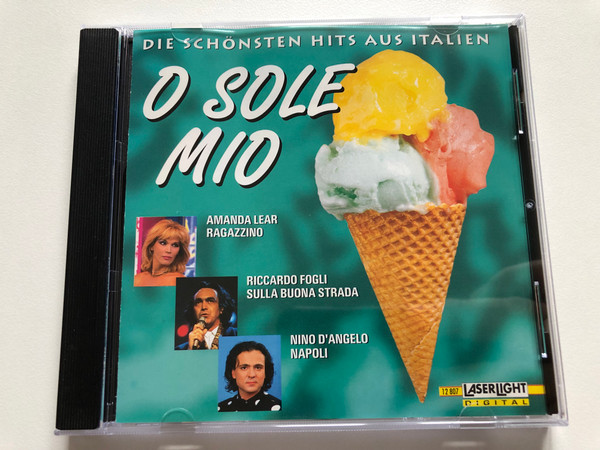 DIE SCHÖNSTEN HITS AUS ITALIEN
O SOLE
MIO
AMANDA LEAR
RAGAZZINO
RICCARDO FOGLI
SULLA BUONA STRADA
NINO D'ANGELO
NAPOLI
12 807
LASERLIGHT
DIGITAL